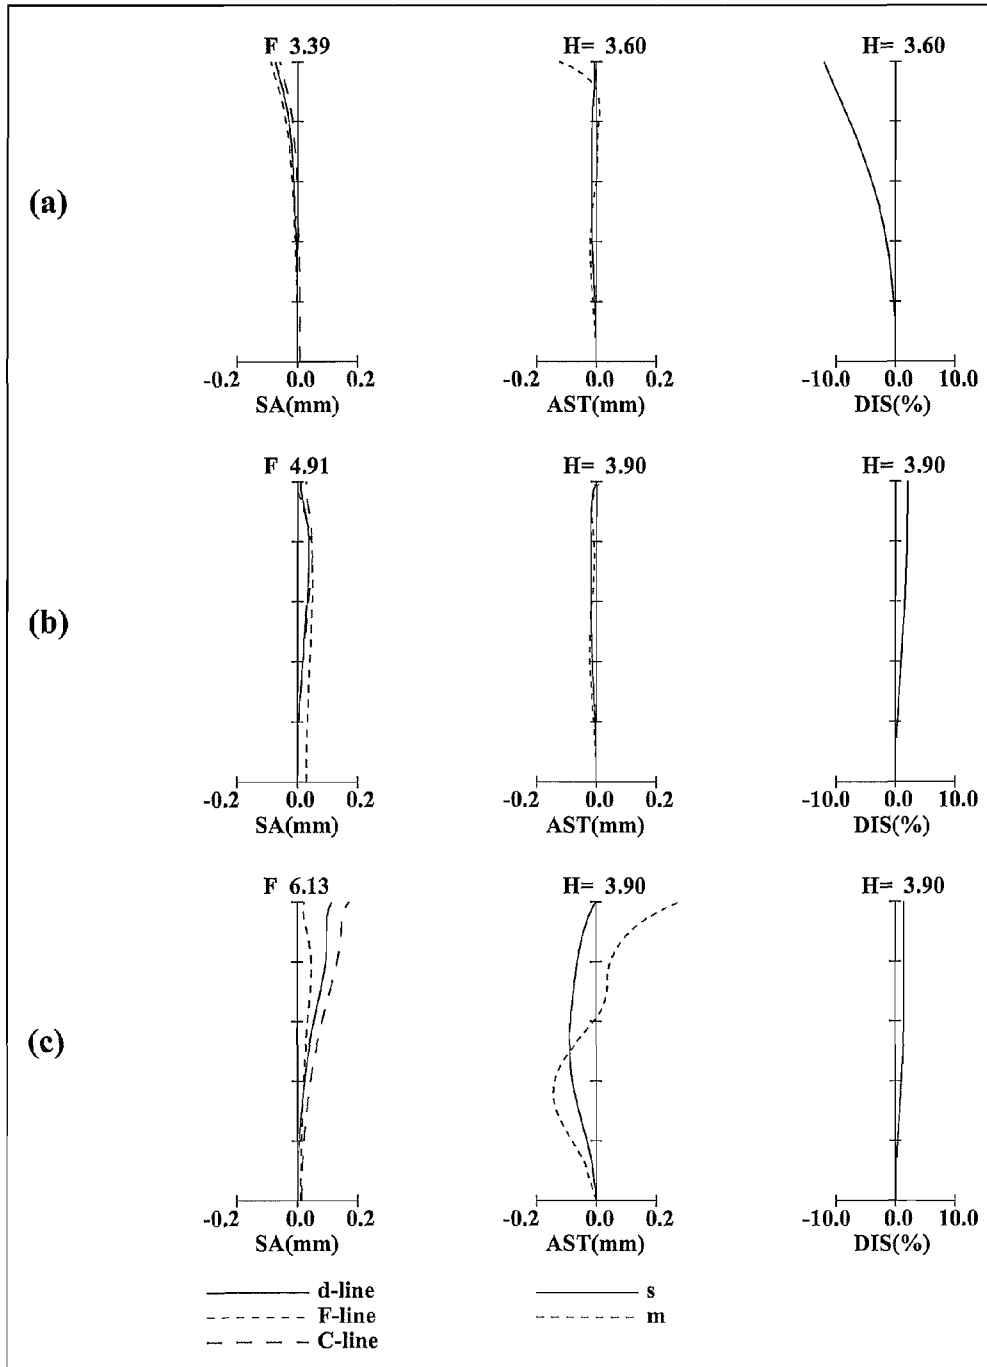 F 3.39
H= 3.60
H= 3.60
(a)
-0.2 0.0 0.2
SA(mm)
-0.2 0.0 0.2
AST(mm)
-10.0 0.0 10.0
DIS(%)
F 4.91
H= 3.90
H= 3.90
(b)
-0.2 0.0 0.2
SA(mm)
-0.2 0.0 0.2
AST(mm)
-10.0 0.0 10.0
DIS(%)
F 6.13
H= 3.90
H= 3.90
(c)
-0.2 0.0 0.2
SA(mm)
-0.2 0.0 0.2
AST(mm)
-10.0 0.0 10.0
DIS(%)
d-line
F-line
C-line
s
m